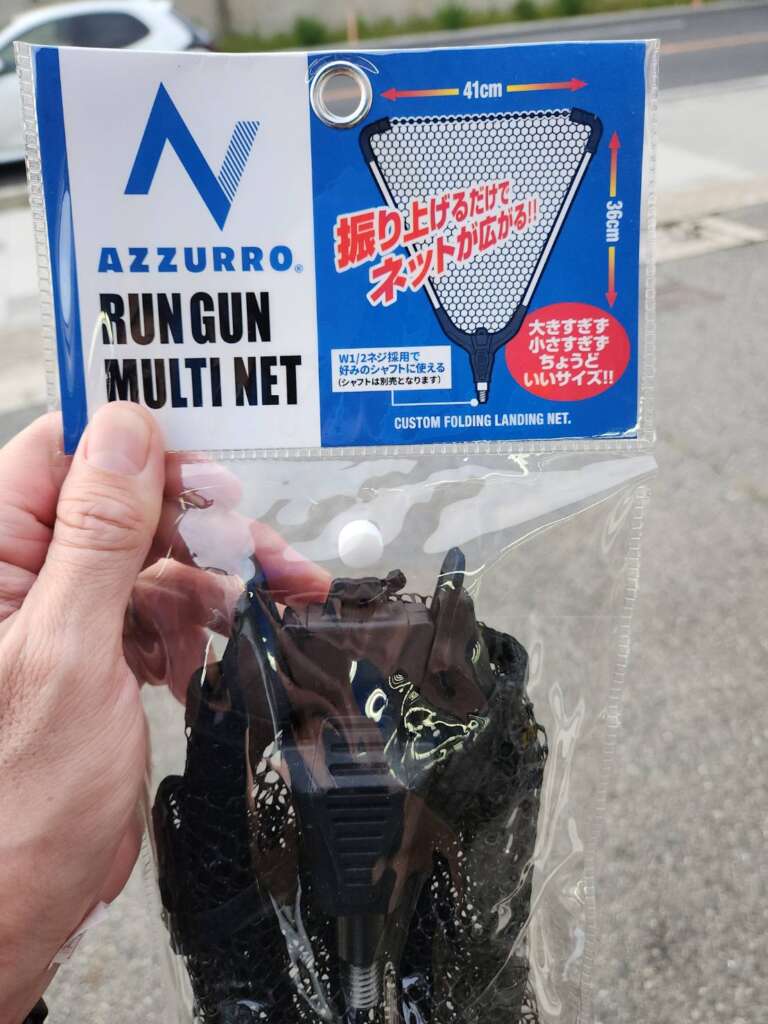 AZZURRO®
RUN GUN
MULTI NET
41cm
36cm
振り上げるだけで
ネットが広がる!!
大きすぎず
小さすぎず
ちょうど
いいサイズ!!
W1/2ネジ採用で
好みのシャフトに使える
(シャフトは別売となります)
CUSTOM FOLDING LANDING NET.